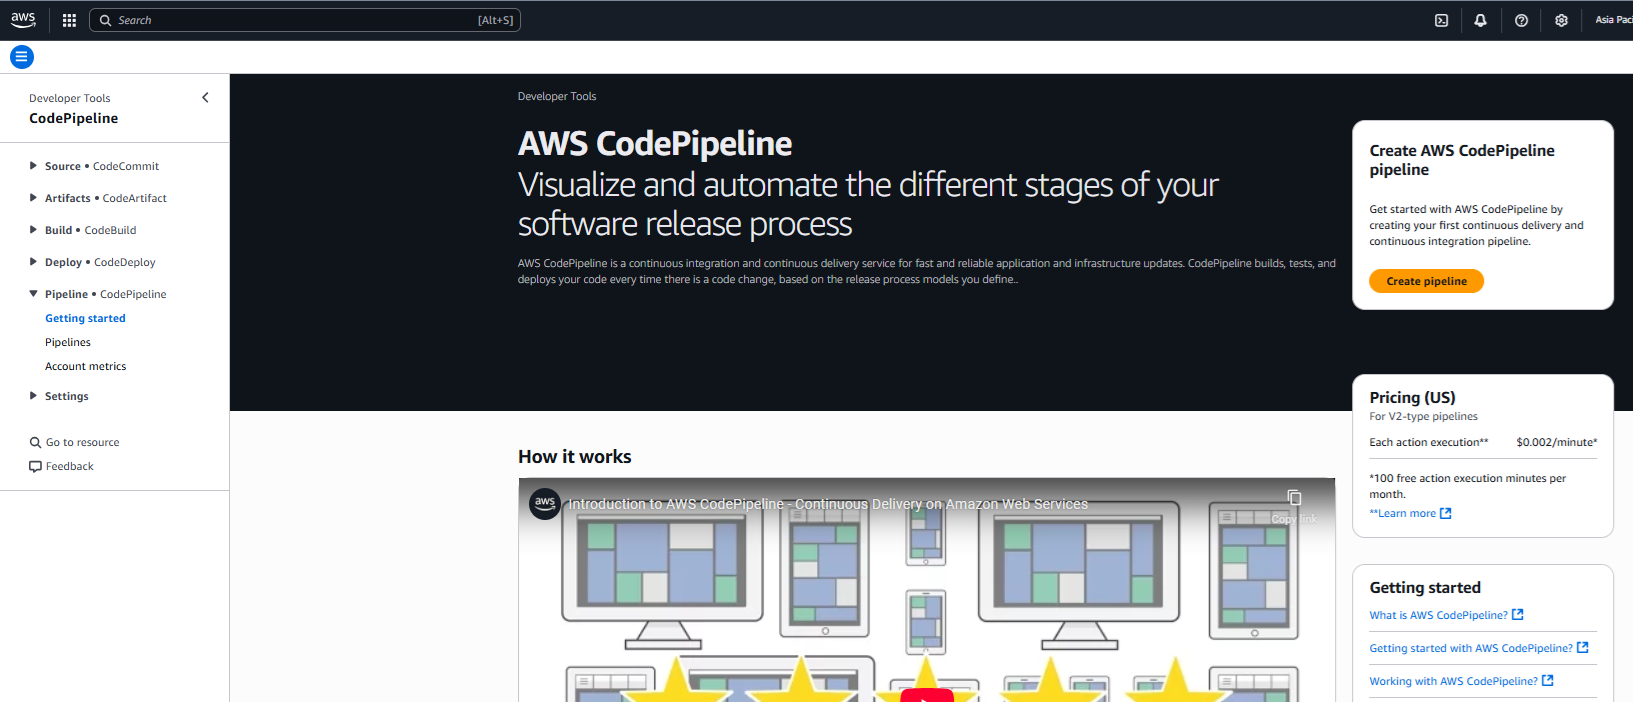 aws
Search
[Alt+S]
Asia Paci
Developer Tools
CodePipeline
Source • CodeCommit
Artifacts • CodeArtifact
Build • CodeBuild
Deploy • CodeDeploy
Pipeline • CodePipeline
Getting started
Pipelines
Account metrics
Settings
Go to resource
Feedback
Developer Tools
AWS CodePipeline
Visualize and automate the different stages of your
software release process
AWS CodePipeline is a continuous integration and continuous delivery service for fast and reliable application and infrastructure updates. CodePipeline builds, tests, and
deploys your code every time there is a code change, based on the release process models you define..
Create AWS CodePipeline
pipeline
Get started with AWS CodePipeline by
creating your first continuous delivery and
continuous integration pipeline.
Create pipeline
Pricing (US)
For V2-type pipelines
Each action execution** $0.002/minute*
*100 free action execution minutes per
month.
**Learn more
How it works
aws
Introduction to AWS CodePipeline - Continuous Delivery on Amazon Web Services
Copy link
Getting started
What is AWS CodePipeline?
Getting started with AWS CodePipeline?
Working with AWS CodePipeline?